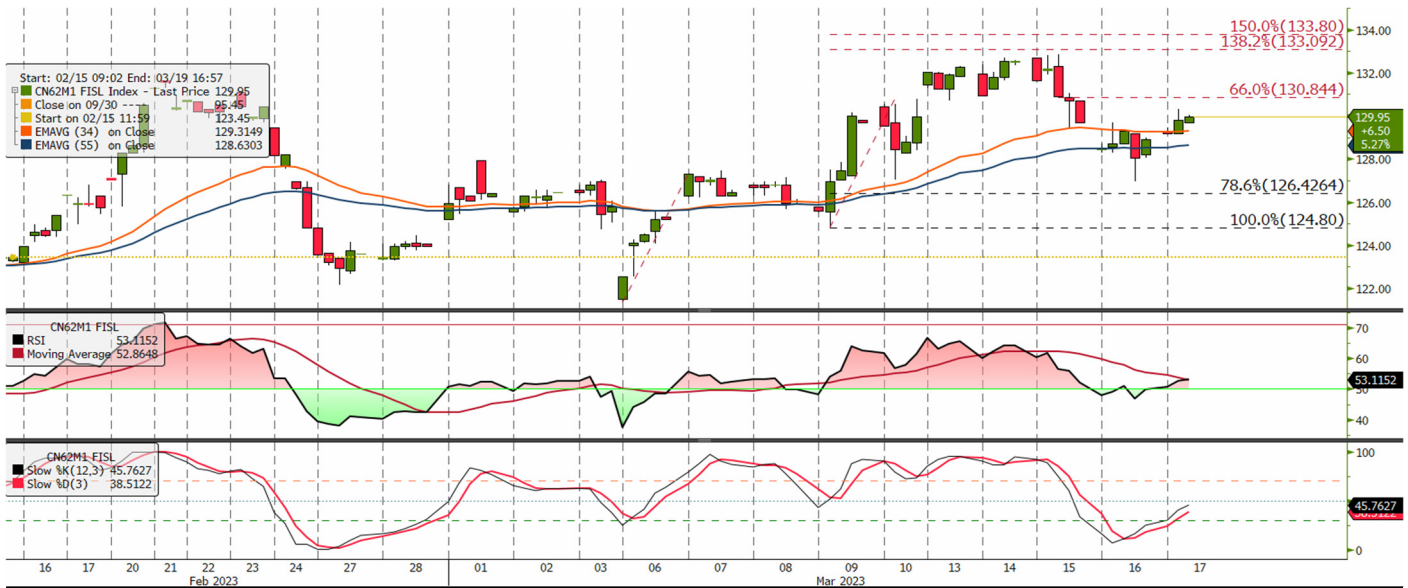 150.0%(133.80)
134.00
138.2%(133.092)
Start: 02/15 09:02 End: 03/19 16:57
CN62M1 FISL Index - Last Price 129.95
Close on 09/30 ---- 95.45
Start on 02/15 11:59 123.45
EMAVG (34) on Close 129.3149
EMAVG (55) on Close 128.6303
132.00
66.0%(130.844)
129.95
+6.50
5.27%
128.00
78.6%(126.4264)
126.00
100.0%(124.80)
124.00
122.00
CN62M1 FISL
RSI 53.1152
Moving Average 52.8648
70
60
53.1152
50
40
CN62M1 FISL
Slow %K(12,3) 45.7627
Slow %D(3) 38.5122
100
45.7627
38.5122
0
16 17 20 21 22 23 24 27 28 01 02 03 06 07 08 09 10 13 14 15 16 17
Feb 2023 Mar 2023